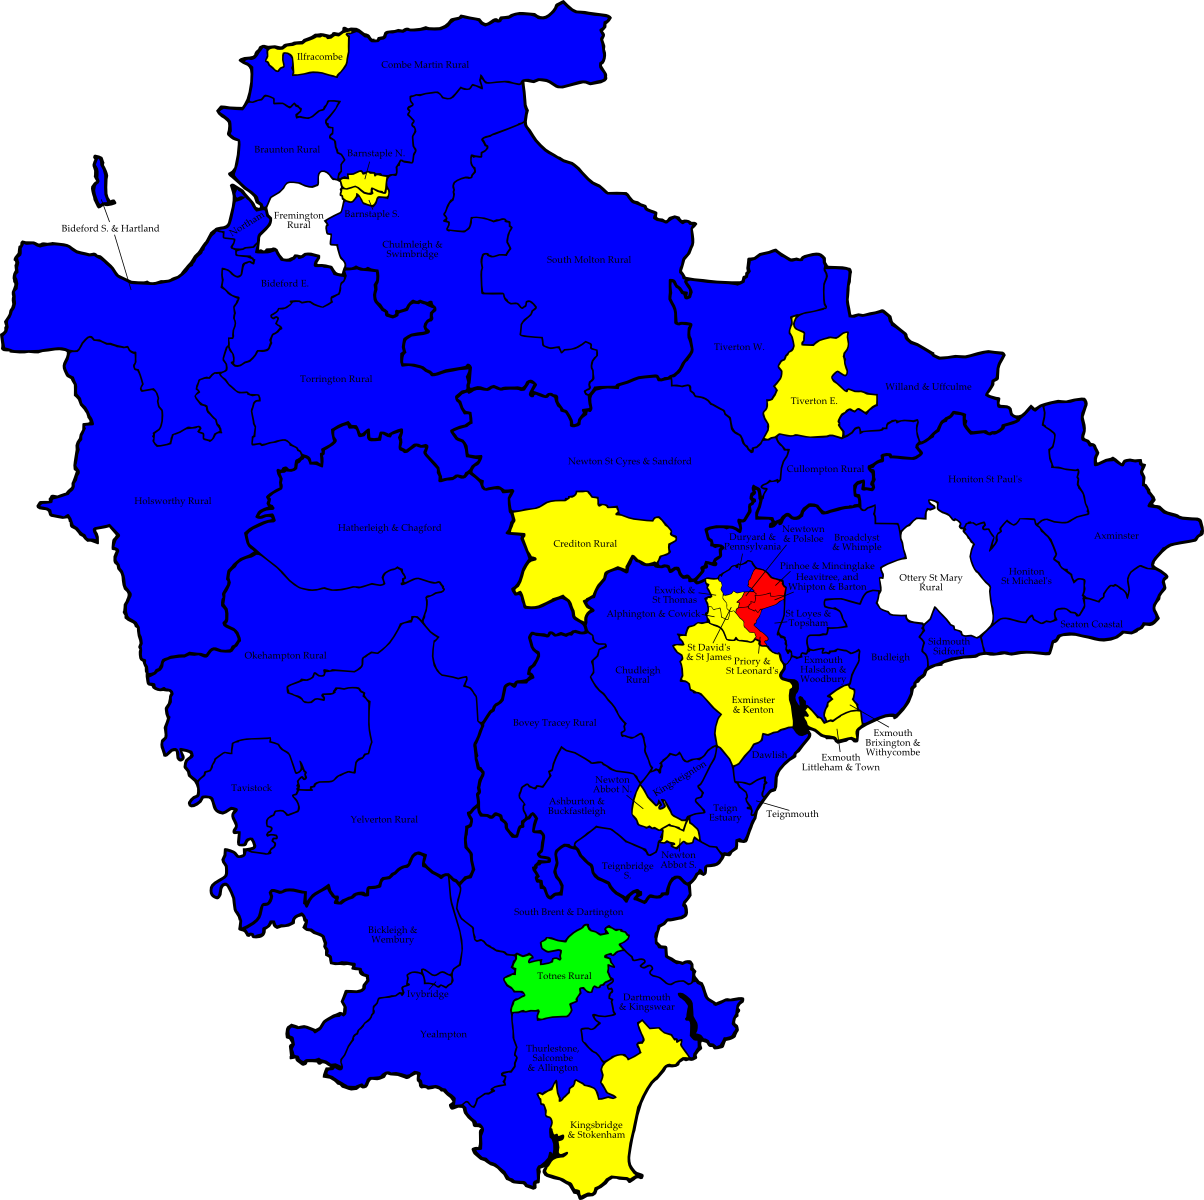 Ilfracombe
Combe Martin Rural
Braunton Rural
Barnstaple N.
Barnstaple S.
Northam
Fremington
Rural
Bideford S. & Hartland
Chulmleigh &
Swimbridge
South Molton Rural
Bideford E.
Torrington Rural
Tiverton W.
Tiverton E.
Willand & Uffculme
Holsworthy Rural
Hatherleigh & Chagford
Newton St Cyres & Sandford
Cullompton Rural
Honiton St Paul's
Axminster
Crediton Rural
Duryard &
Pennsylvania
Newtown
& Polsloe
Broadclyst
& Whimple
Pinhoe & Mincinglake
Heavitree and
Whipton & Barton
Ottery St Mary
Rural
Honiton
St Michael's
Exwick &
St Thomas
Alphington & Cowick
St Loyes &
Topsham
Seaton Coastal
Sidmouth
Sidford
St David's
& St James
Priory &
St Leonard's
Okehampton Rural
Chudleigh
Rural
Exmouth
Halsdon &
Woodbury
Budleigh
Exminster
& Kenton
Bovey Tracey Rural
Dawlish
Exmouth
Brixington &
Withycombe
Exmouth
Littleham & Town
Tavistock
Yelverton Rural
Newton
Abbot N.
Kingsteignton
Ashburton &
Buckfastleigh
Teign
Estuary
Teignmouth
Teignbridge
S.
Newton
Abbot S.
South Brent & Dartington
Bickleigh &
Wembury
Totnes Rural
Ivybridge
Dartmouth
& Kingswear
Yealmpton
Thurlestone,
Salcombe
& Allington
Kingsbridge
& Stokenham